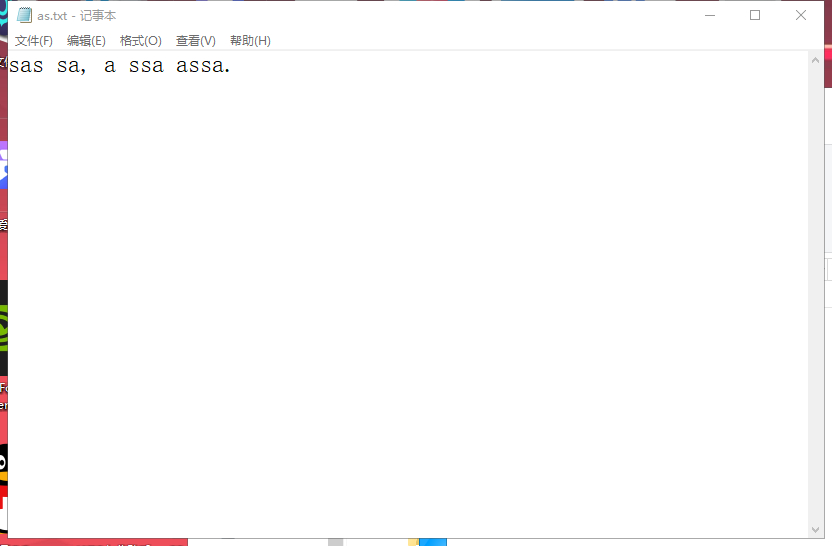 as.txt - 记事本
文件(F) 编辑(E) 格式(O) 查看(V) 帮助(H)
sas sa, a ssa assa.